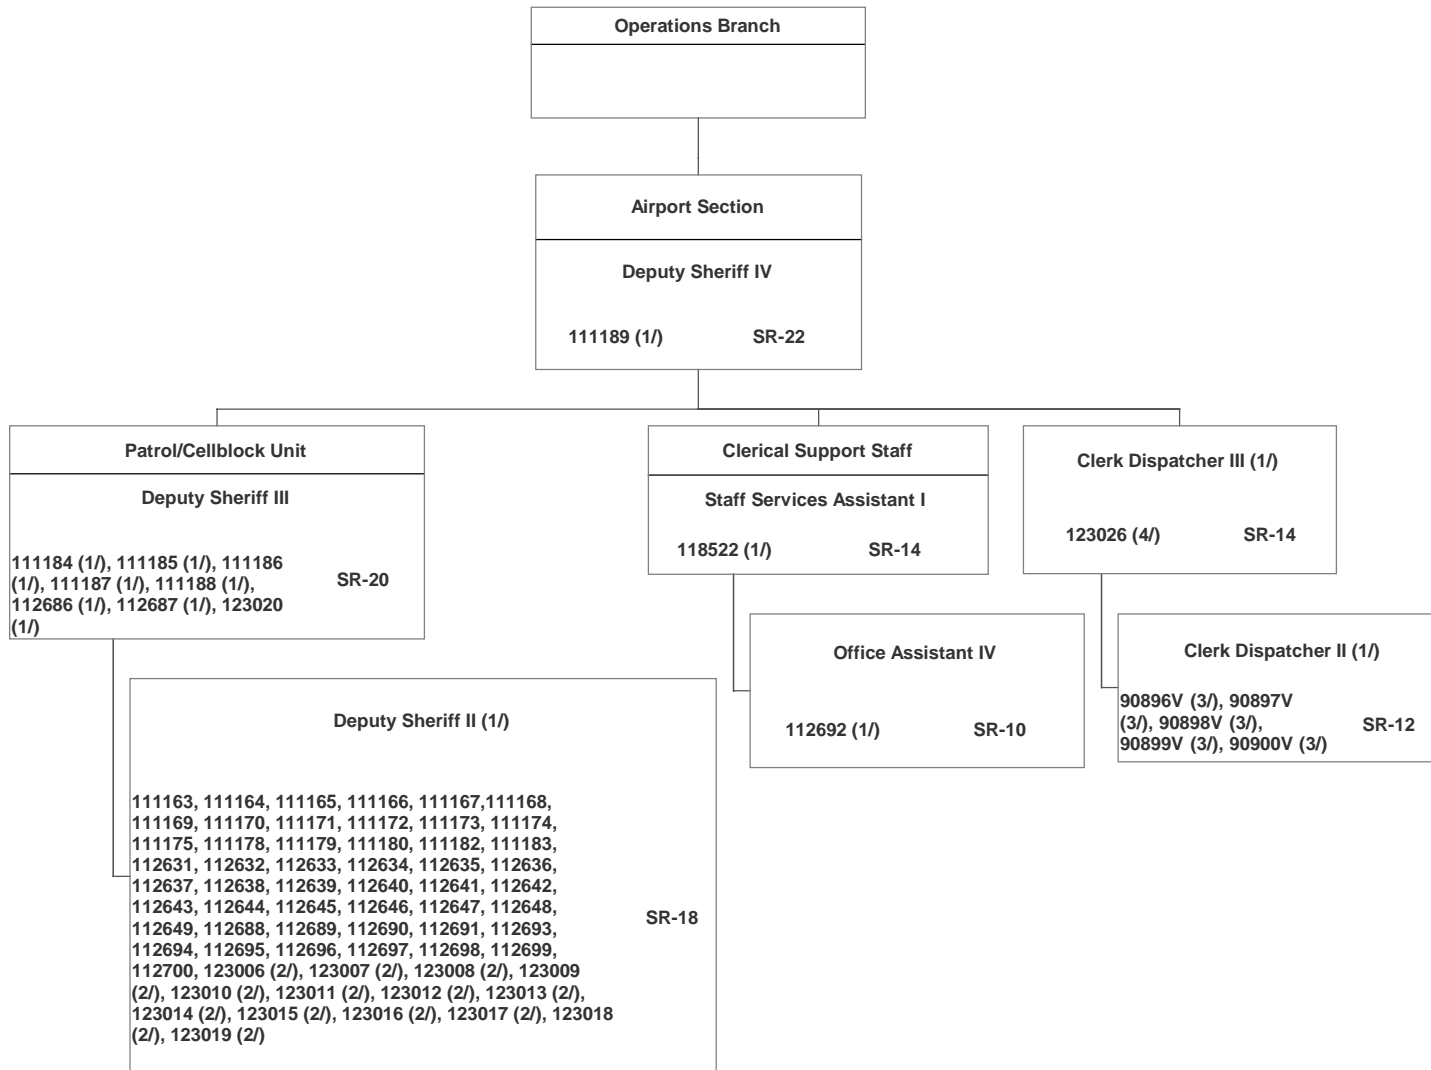 Operations Branch
Airport Section
Deputy Sheriff IV
111189 (1/) SR-22
Patrol/Cellblock Unit
Deputy Sheriff III
111184 (1/), 111185 (1/), 111186
(1/), 111187 (1/), 111188 (1/),
112686 (1/), 112687 (1/), 123020
(1/)
SR-20
Clerical Support Staff
Staff Services Assistant I
118522 (1/) SR-14
Clerk Dispatcher III (1/)
123026 (4/) SR-14
Office Assistant IV
112692 (1/) SR-10
Clerk Dispatcher II (1/)
90896V (3/), 90897V
(3/), 90898V (3/),
90899V (3/), 90900V (3/)
SR-12
Deputy Sheriff II (1/)
111163, 111164, 111165, 111166, 111167,111168,
111169, 111170, 111171, 111172, 111173, 111174,
111175, 111178, 111179, 111180, 111182, 111183,
112631, 112632, 112633, 112634, 112635, 112636,
112637, 112638, 112639, 112640, 112641, 112642,
112643, 112644, 112645, 112646, 112647, 112648,
112649, 112688, 112689, 112690, 112691, 112693,
112694, 112695, 112696, 112697, 112698, 112699,
112700, 123006 (2/), 123007 (2/), 123008 (2/), 123009
(2/), 123010 (2/), 123011 (2/), 123012 (2/), 123013 (2/),
123014 (2/), 123015 (2/), 123016 (2/), 123017 (2/), 123018
(2/), 123019 (2/)
SR-18